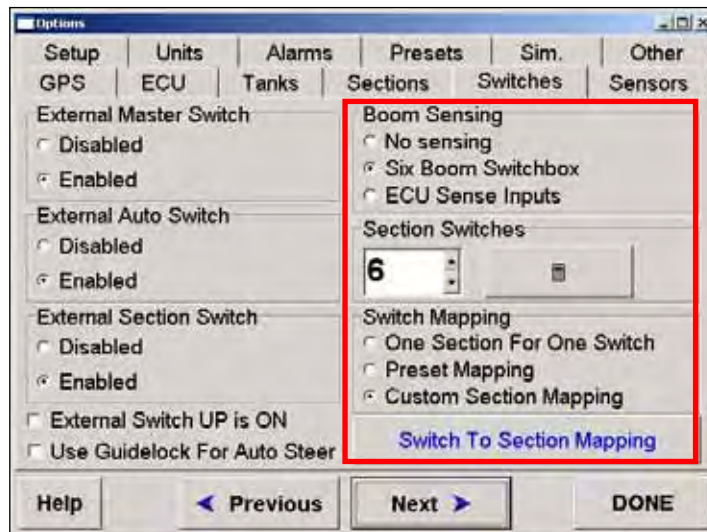 Options
Setup Units Alarms Presets Sim. Other
GPS ECU Tanks Sections Switches Sensors
External Master Switch
Disabled
Enabled
External Auto Switch
Disabled
Enabled
External Section Switch
Disabled
Enabled
External Switch UP is ON
Use Guidelock For Auto Steer
Boom Sensing
No sensing
Six Boom Switchbox
ECU Sense Inputs
Section Switches
6
Switch Mapping
One Section For One Switch
Preset Mapping
Custom Section Mapping
Switch To Section Mapping
Help Previous Next DONE